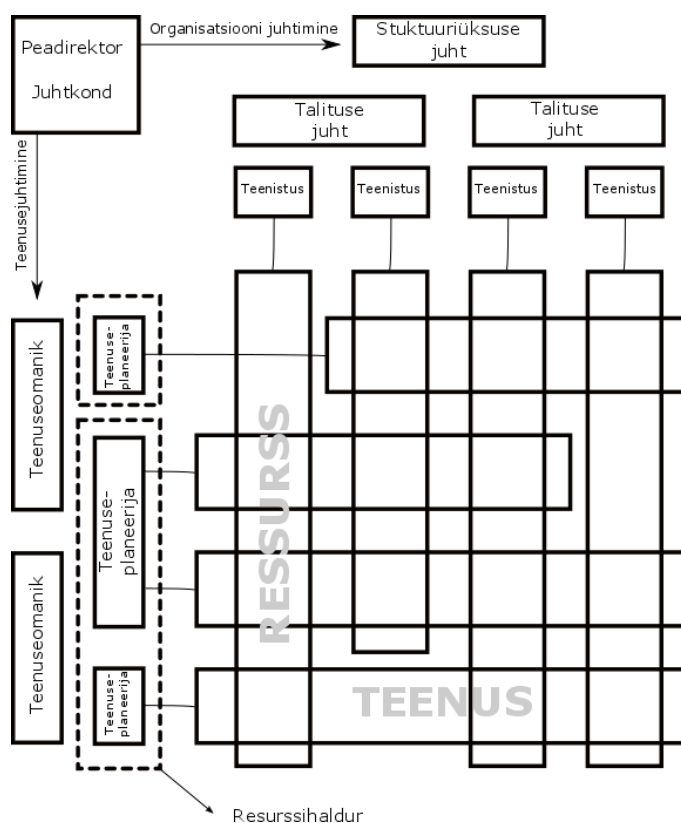 Peadirektor
Juhtkond
Organisatsiooni juhtimine
Stuktuuriüksuse
juht
Talituse
juht
Talituse
juht
Teenistus
Teenistus
Teenistus
Teenistus
Teenusejuhtimine
Teenuseomanik
Teenuse-
planeerija
Teenuse-
planeerija
Teenuseomanik
Teenuse-
planeerija
RESSURSS
TEENUS
Resurssihaldur